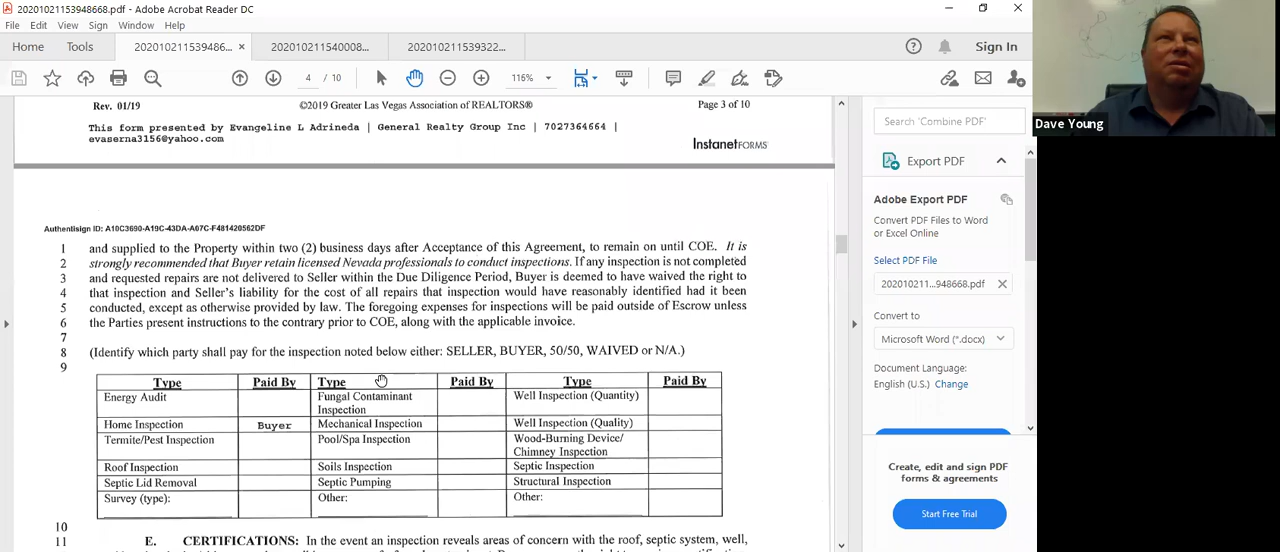 20201021153948668.pdf - Adobe Acrobat Reader DC
File Edit View Sign Window Help
Home Tools 20201021153​9486... × 202010211540008... 202010211539322... Sign In
4 / 10 116%
Rev. 01/19 ©2019 Greater Las Vegas Association of REALTORS® Page 3 of 10
This form presented by Evangeline L Adrineda | General Realty Group Inc | 7027364664 |
evaserna3156@yahoo.com
InstanetFORMS
Authentisign ID: A10C3690-A19C-43DA-A07C-F481420562DF
1 and supplied to the Property within two (2) business days after Acceptance of this Agreement, to remain on until COE. It is
2 strongly recommended that Buyer retain licensed Nevada professionals to conduct inspections. If any inspection is not completed
3 and requested repairs are not delivered to Seller within the Due Diligence Period, Buyer is deemed to have waived the right to
4 that inspection and Seller's liability for the cost of all repairs that inspection would have reasonably identified had it been
5 conducted, except as otherwise provided by law. The foregoing expenses for inspections will be paid outside of Escrow unless
6 the Parties present instructions to the contrary prior to COE, along with the applicable invoice.
7
8 (Identify which party shall pay for the inspection noted below either: SELLER, BUYER, 50/50, WAIVED or N/A.)
9
Type Paid By Type Paid By Type Paid By
Energy Audit Fungal Contaminant Inspection Well Inspection (Quantity)
Home Inspection Buyer Mechanical Inspection Well Inspection (Quality)
Termite/Pest Inspection Pool/Spa Inspection Wood-Burning Device/ Chimney Inspection
Roof Inspection Soils Inspection Septic Inspection
Septic Lid Removal Septic Pumping Structural Inspection
Survey (type): Other: Other:
10
11 E. CERTIFICATIONS: In the event an inspection reveals areas of concern with the roof, septic system, well,
Search 'Combine PDF'
Export PDF
Adobe Export PDF
Convert PDF Files to Word
or Excel Online
Select PDF File
202010211...948668.pdf ×
Convert to
Microsoft Word (*.docx)
Document Language:
English (U.S.) Change
Create, edit and sign PDF
forms & agreements
Start Free Trial
Dave Young